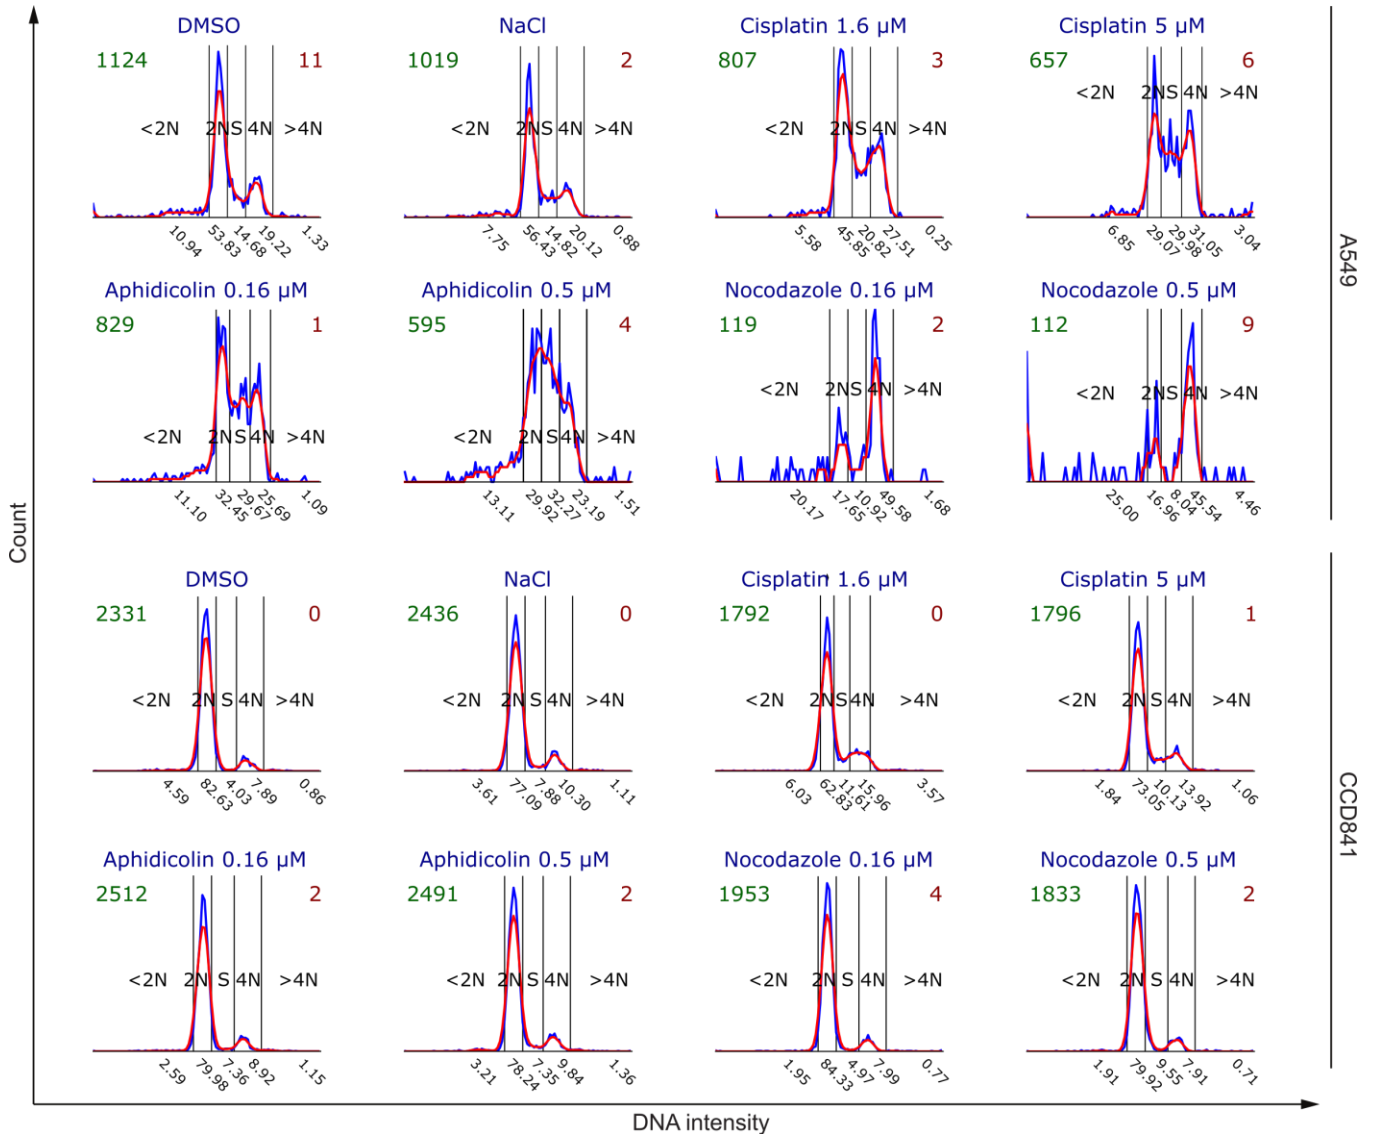 DMSO
1124 11
<2N 2N S 4N >4N
10.94 53.83 14.68 19.22 1.33
NaCl
1019 2
<2N 2N S 4N >4N
7.75 56.43 14.82 20.12 0.88
Cisplatin 1.6 µM
807 3
<2N 2N S 4N >4N
5.58 45.85 20.82 27.51 0.25
Cisplatin 5 µM
657 6
<2N 2N S 4N >4N
6.85 29.07 29.98 31.05 3.04
Aphidicolin 0.16 µM
829 1
<2N 2N S 4N >4N
11.10 32.45 29.67 25.69 1.09
Aphidicolin 0.5 µM
595 4
<2N 2N S 4N >4N
13.11 29.92 32.27 23.19 1.51
Nocodazole 0.16 µM
119 2
<2N 2N S 4N >4N
20.17 17.65 10.92 49.58 1.68
Nocodazole 0.5 µM
112 9
<2N 2N S 4N >4N
25.00 16.96 8.04 45.54 4.46
A549
DMSO
2331 0
<2N 2N S 4N >4N
4.59 82.63 4.03 7.89 0.86
NaCl
2436 0
<2N 2N S 4N >4N
3.61 77.09 7.88 10.30 1.11
Cisplatin 1.6 µM
1792 0
<2N 2N S 4N >4N
6.03 62.83 11.61 15.96 3.57
Cisplatin 5 µM
1796 1
<2N 2N S 4N >4N
1.84 73.05 10.13 13.92 1.06
Aphidicolin 0.16 µM
2512 2
<2N 2N S 4N >4N
2.59 79.98 7.36 8.92 1.15
Aphidicolin 0.5 µM
2491 2
<2N 2N S 4N >4N
3.21 78.24 7.35 9.84 1.36
Nocodazole 0.16 µM
1953 4
<2N 2N S 4N >4N
1.95 84.33 4.97 7.99 0.77
Nocodazole 0.5 µM
1833 2
<2N 2N S 4N >4N
1.91 79.92 9.55 7.91 0.71
CCD841
Count
DNA intensity